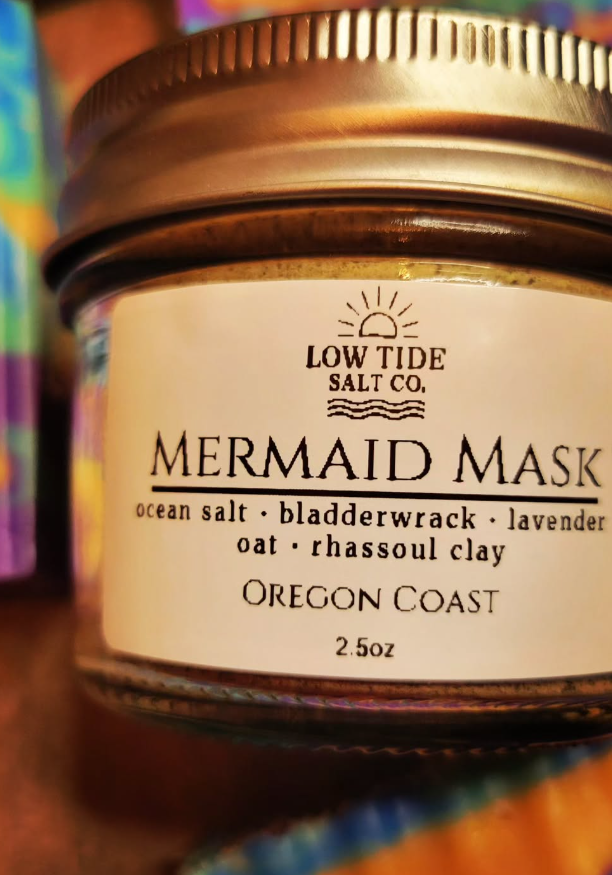 LOW TIDE
SALT CO.
MERMAID MASK
ocean salt · bladderwrack · lavender
oat · rhassoul clay
OREGON COAST
2.5oz